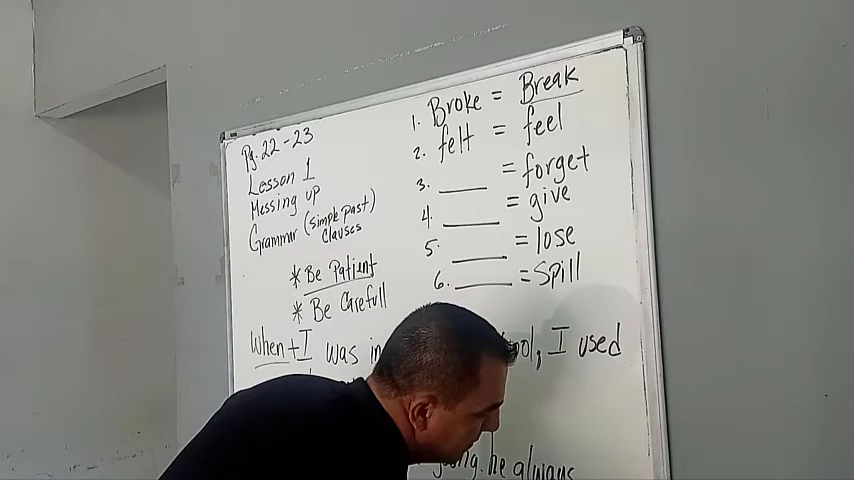 Pg. 22-23
Lesson 1
Messing up
Grammar (simple past)
clauses
* Be Patient
* Be Carefull
1. Broke = Break
2. felt = feel
3. ____ = forget
4. ____ = give
5. ____ = lose
6. ____ = Spill
When + I was in I used
he always